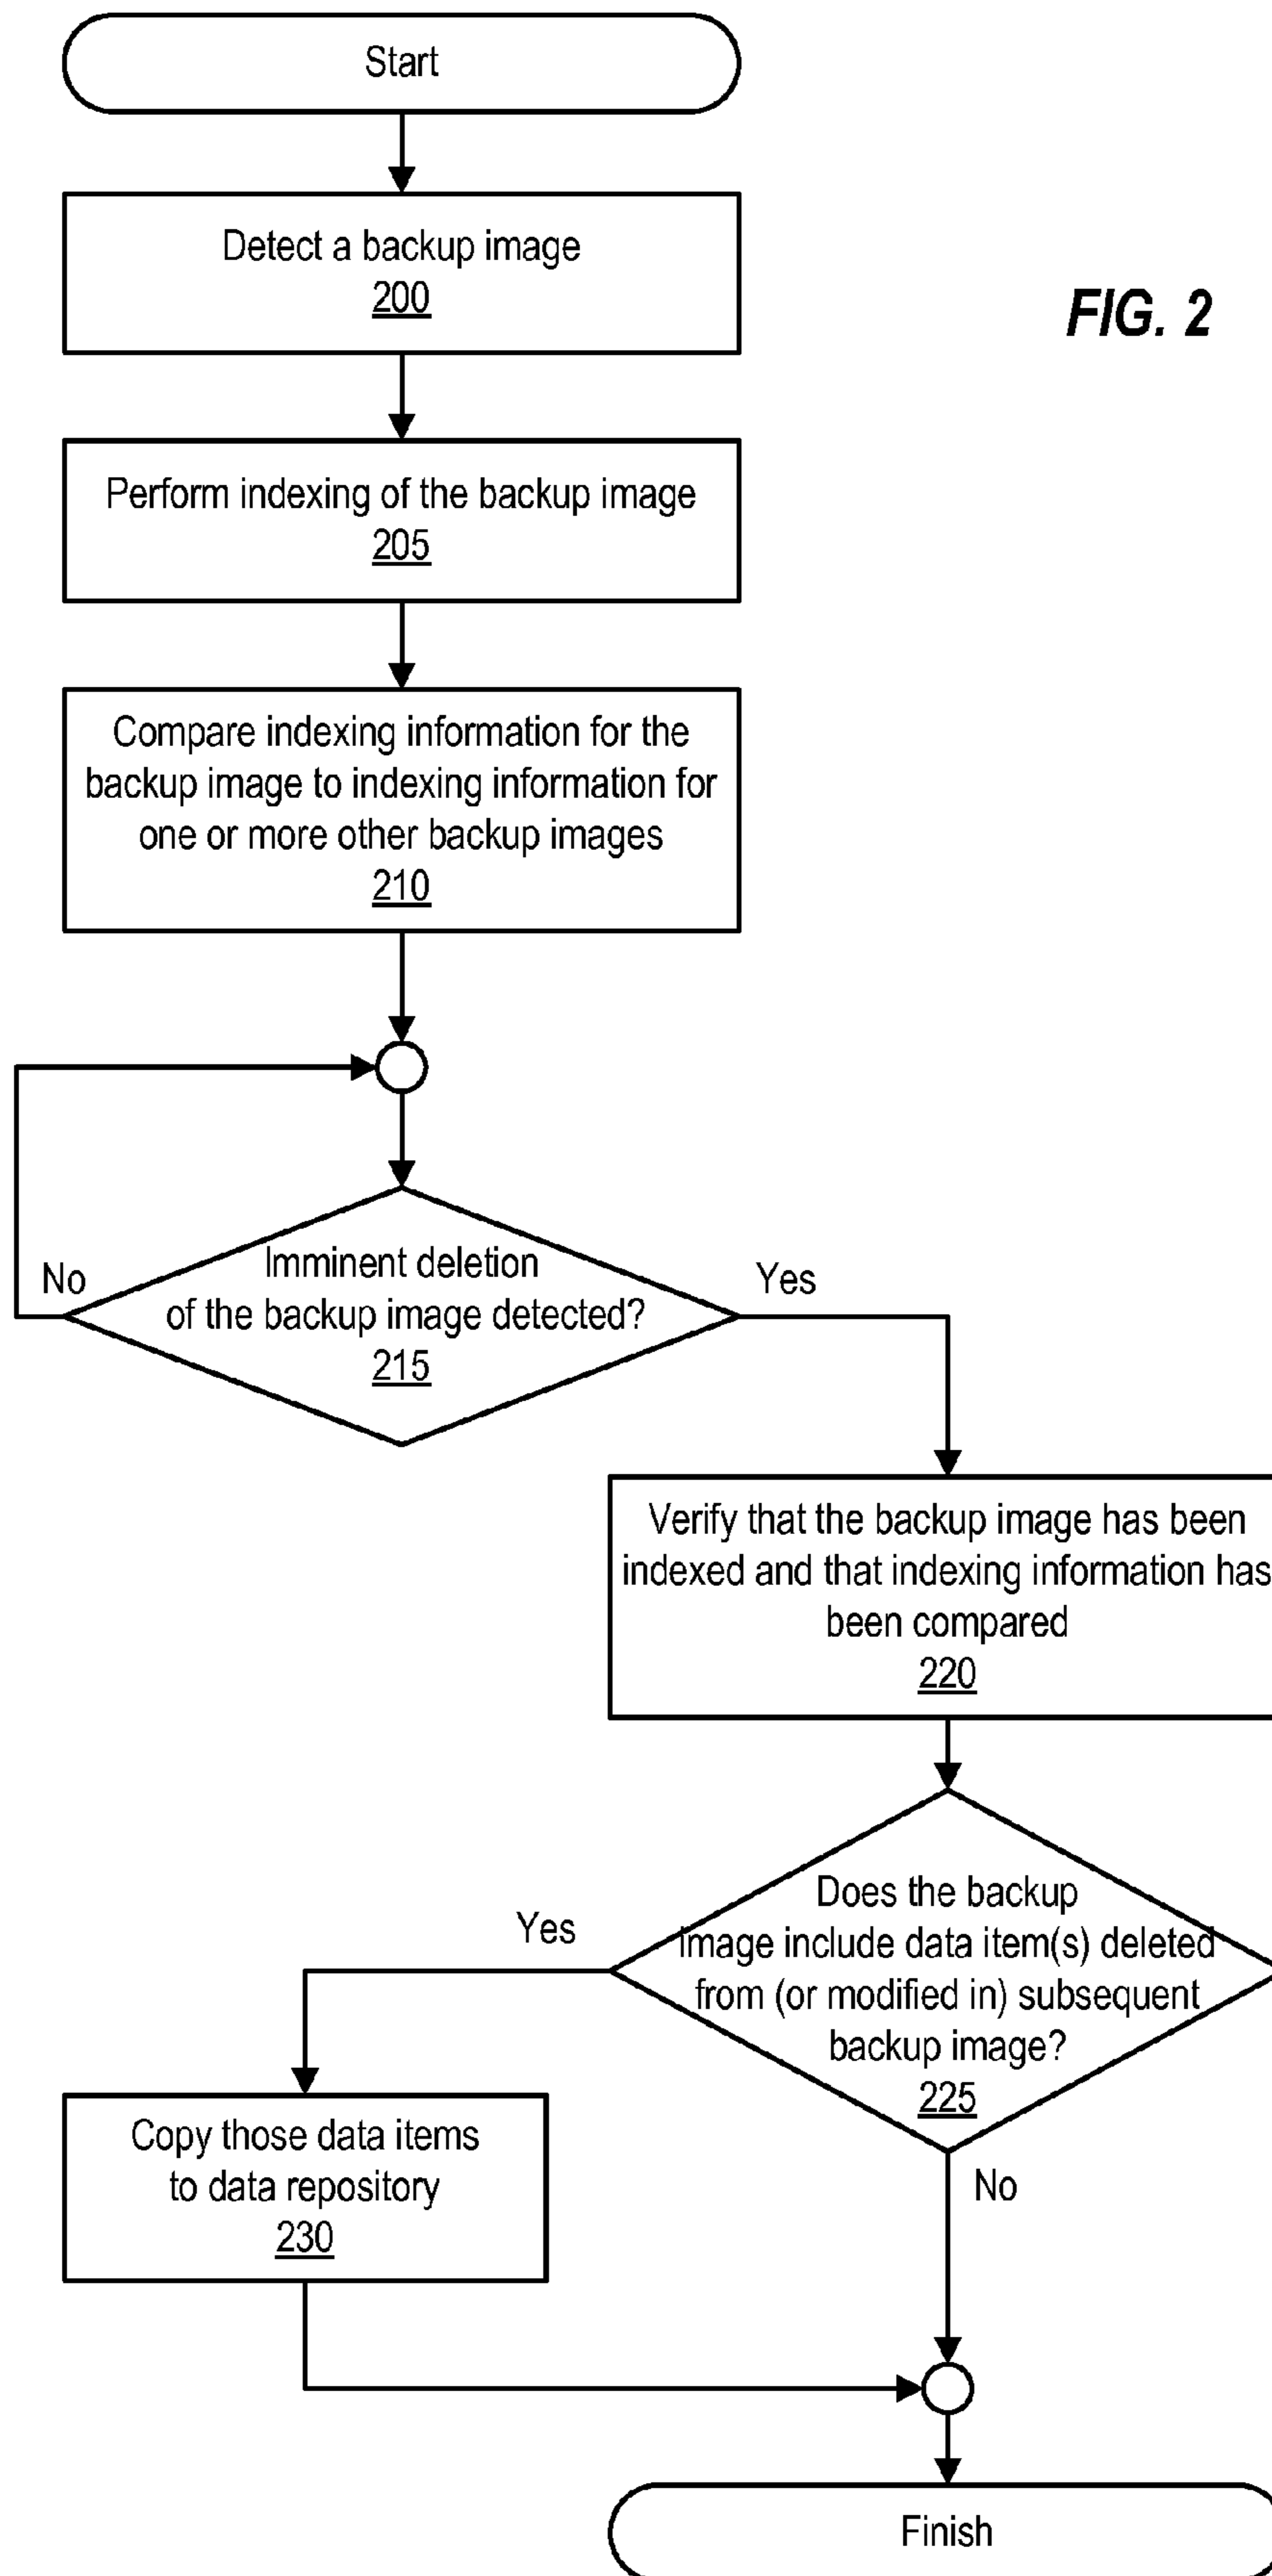 Start
Detect a backup image
200
FIG. 2
Perform indexing of the backup image
205
Compare indexing information for the
backup image to indexing information for
one or more other backup images
210
Imminent deletion
of the backup image detected?
215
No
Yes
Verify that the backup image has been
indexed and that indexing information has
been compared
220
Does the backup
image include data item(s) deleted
from (or modified in) subsequent
backup image?
225
Yes
No
Copy those data items
to data repository
230
Finish